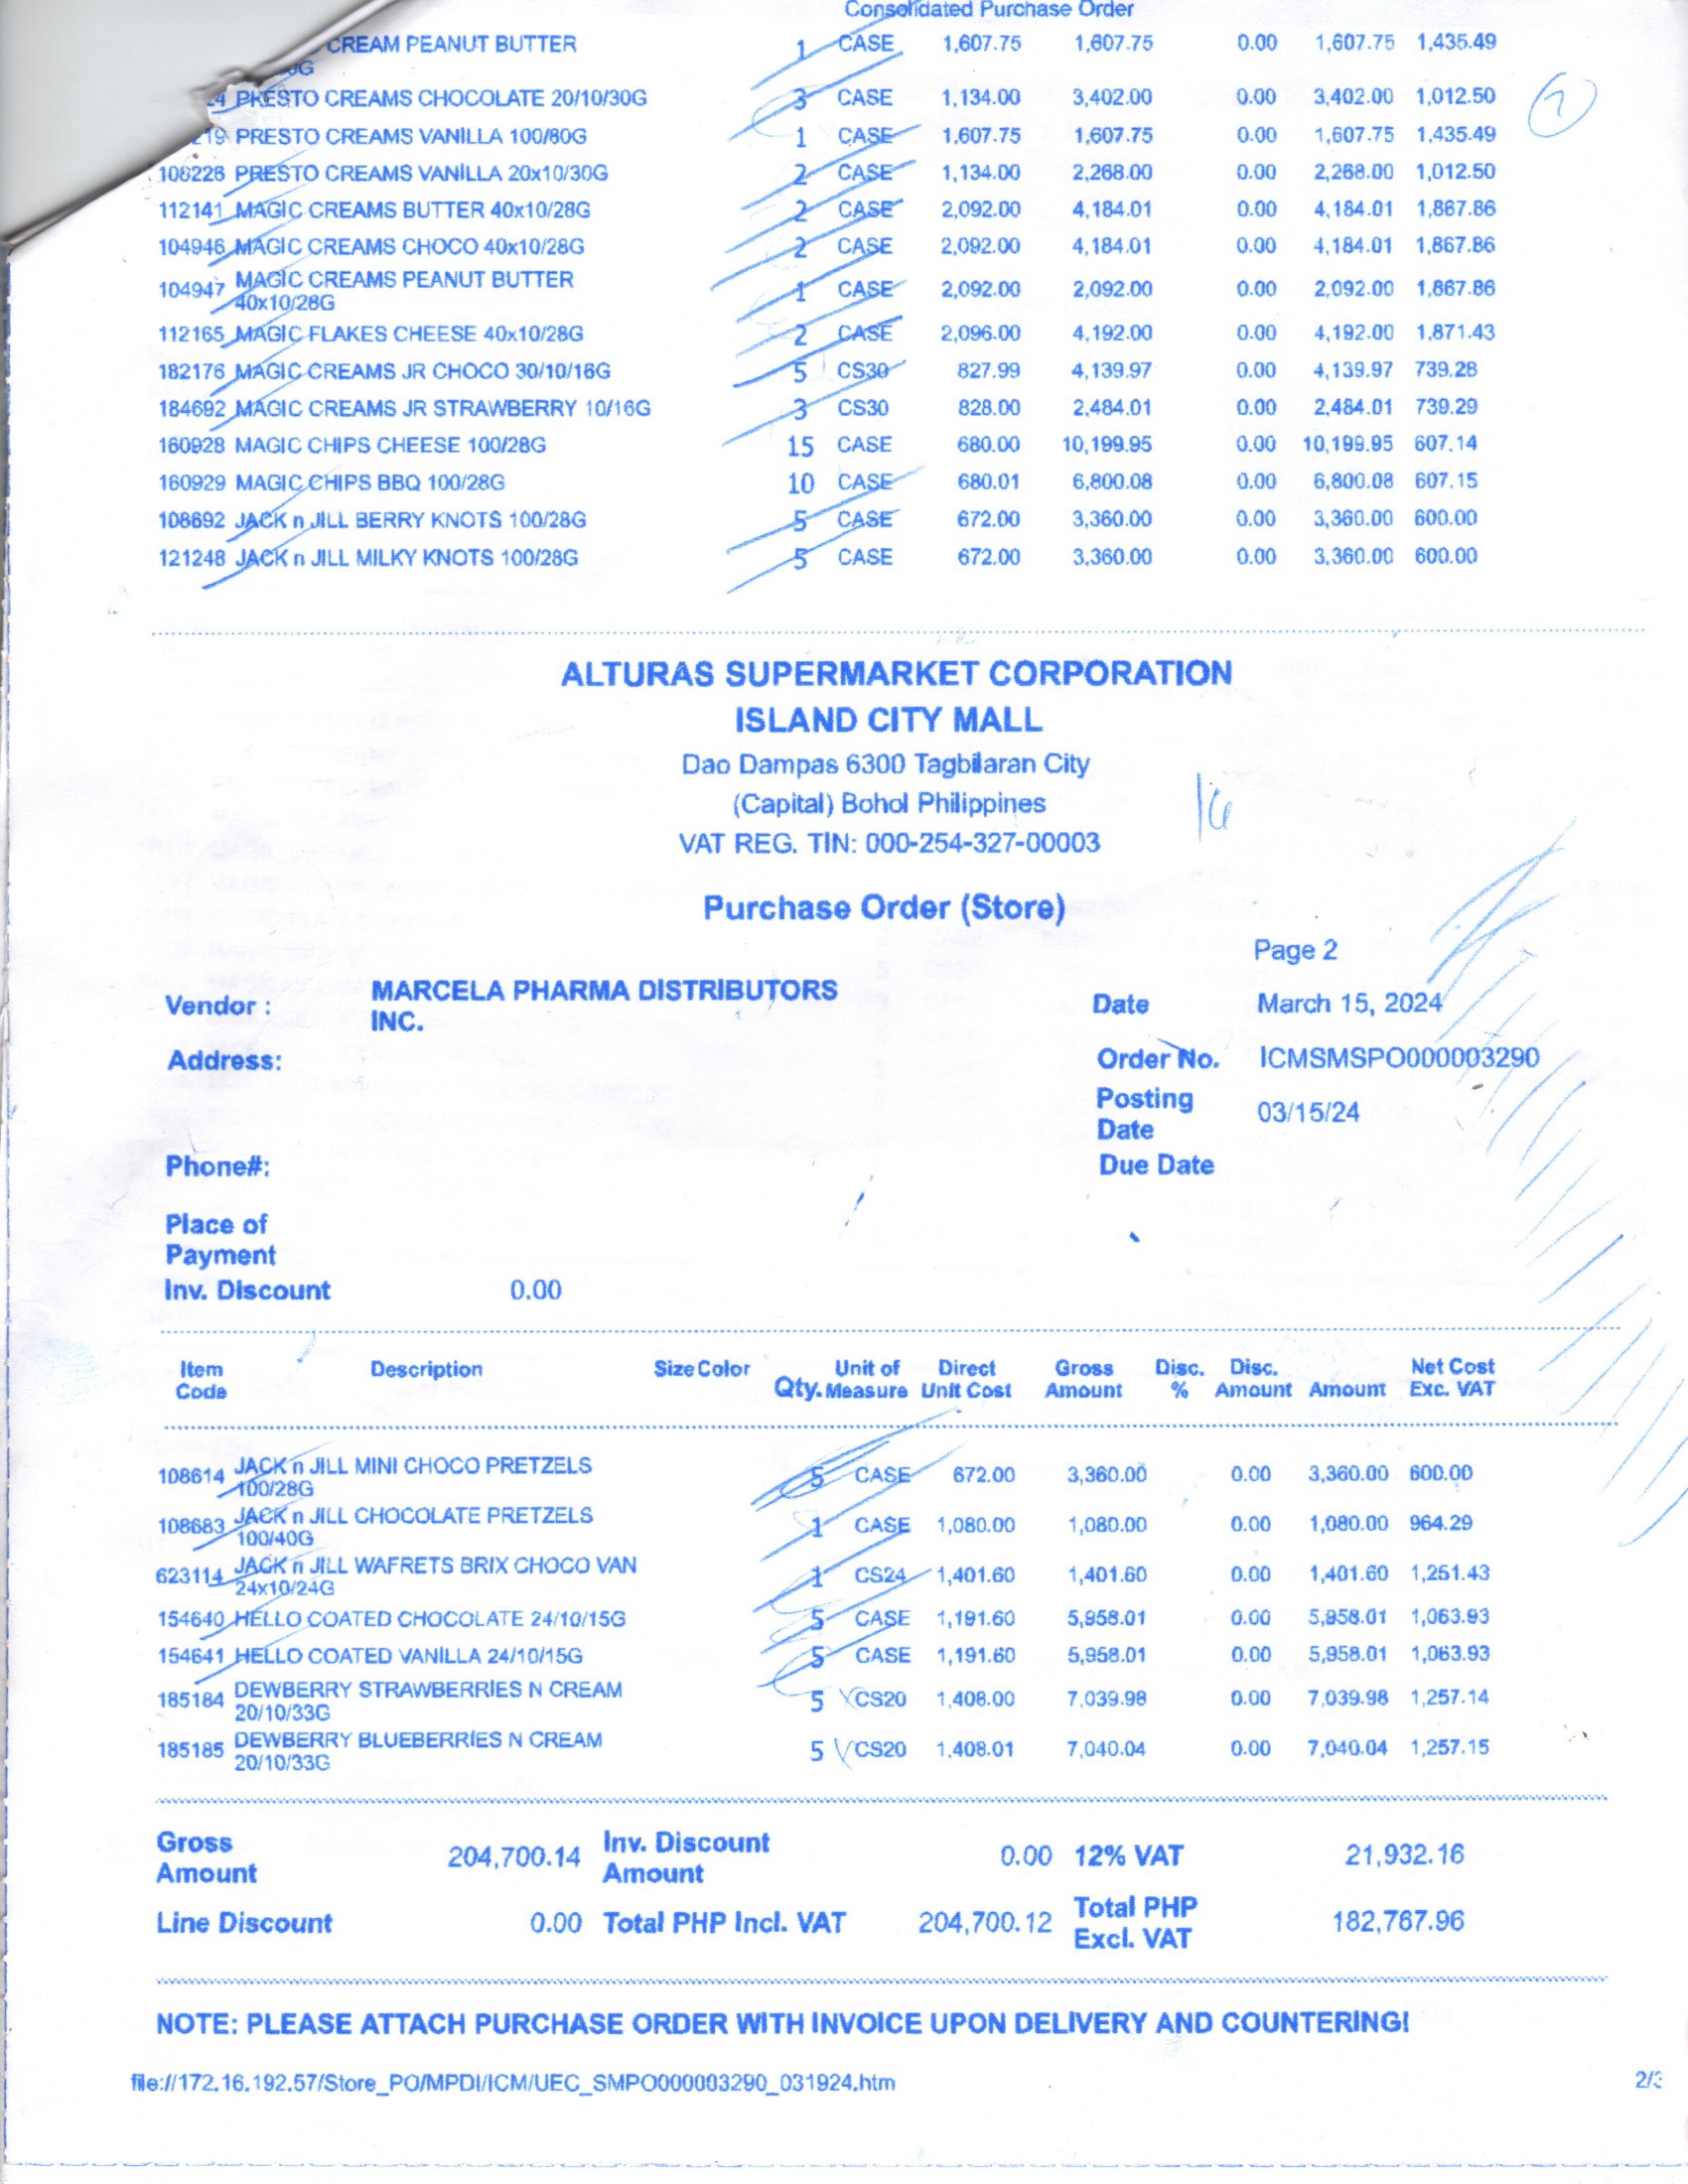 Consolidated Purchase Order
CREAM PEANUT BUTTER 1 CASE 1,607.75 1,607.75 0.00 1,607.75 1,435.49
PRESTO CREAMS CHOCOLATE 20/10/30G 3 CASE 1,134.00 3,402.00 0.00 3,402.00 1,012.50
PRESTO CREAMS VANILLA 100/80G 1 CASE 1,607.75 1,607.75 0.00 1,607.75 1,435.49
106226 PRESTO CREAMS VANILLA 20x10/30G 2 CASE 1,134.00 2,268.00 0.00 2,268.00 1,012.50
112141 MAGIC CREAMS BUTTER 40x10/28G 2 CASE 2,092.00 4,184.01 0.00 4,184.01 1,867.86
104946 MAGIC CREAMS CHOCO 40x10/28G 2 CASE 2,092.00 4,184.01 0.00 4,184.01 1,867.86
104947 MAGIC CREAMS PEANUT BUTTER 1 CASE 2,092.00 2,092.00 0.00 2,092.00 1,867.86
40x10/28G
112165 MAGIC FLAKES CHEESE 40x10/28G 2 CASE 2,096.00 4,192.00 0.00 4,192.00 1,871.43
182176 MAGIC CREAMS JR CHOCO 30/10/16G 5 CS30 827.99 4,139.97 0.00 4,139.97 739.28
184692 MAGIC CREAMS JR STRAWBERRY 10/16G 3 CS30 828.00 2,484.01 0.00 2,484.01 739.29
160928 MAGIC CHIPS CHEESE 100/28G 15 CASE 680.00 10,199.95 0.00 10,199.95 607.14
160929 MAGIC CHIPS BBQ 100/28G 10 CASE 680.01 6,800.08 0.00 6,800.08 607.15
108692 JACK n JILL BERRY KNOTS 100/28G 5 CASE 672.00 3,360.00 0.00 3,360.00 600.00
121248 JACK n JILL MILKY KNOTS 100/28G 5 CASE 672.00 3,360.00 0.00 3,360.00 600.00
ALTURAS SUPERMARKET CORPORATION
ISLAND CITY MALL
Dao Dampas 6300 Tagbilaran City
(Capital) Bohol Philippines
VAT REG. TIN: 000-254-327-00003
Purchase Order (Store)
Page 2
Vendor : MARCELA PHARMA DISTRIBUTORS INC.
Date March 15, 2024
Address:
Order No. ICMSMSPO000003290
Posting Date 03/15/24
Phone#:
Due Date
Place of Payment
Inv. Discount 0.00
Item Code Description Size Color Qty. Unit of Measure Direct Unit Cost Gross Amount Disc. % Disc. Amount Amount Net Cost Exc. VAT
108614 JACK n JILL MINI CHOCO PRETZELS 5 CASE 672.00 3,360.00 0.00 3,360.00 600.00
100/28G
108683 JACK n JILL CHOCOLATE PRETZELS 1 CASE 1,080.00 1,080.00 0.00 1,080.00 964.29
100/40G
623114 JACK n JILL WAFRETS BRIX CHOCO VAN 1 CS24 1,401.60 1,401.60 0.00 1,401.60 1,251.43
24x10/24G
154640 HELLO COATED CHOCOLATE 24/10/15G 5 CASE 1,191.60 5,958.01 0.00 5,958.01 1,063.93
154641 HELLO COATED VANILLA 24/10/15G 5 CASE 1,191.60 5,958.01 0.00 5,958.01 1,063.93
185184 DEWBERRY STRAWBERRIES N CREAM 5 CS20 1,408.00 7,039.98 0.00 7,039.98 1,257.14
20/10/33G
185185 DEWBERRY BLUEBERRIES N CREAM 5 CS20 1,408.01 7,040.04 0.00 7,040.04 1,257.15
20/10/33G
Gross Amount 204,700.14 Inv. Discount Amount 0.00 12% VAT 21,932.16
Line Discount 0.00 Total PHP Incl. VAT 204,700.12 Total PHP Excl. VAT 182,767.96
NOTE: PLEASE ATTACH PURCHASE ORDER WITH INVOICE UPON DELIVERY AND COUNTERING!
file://172.16.192.57/Store_PO/MPDI/ICM/UEC_SMPO000003290_031924.htm 2/3